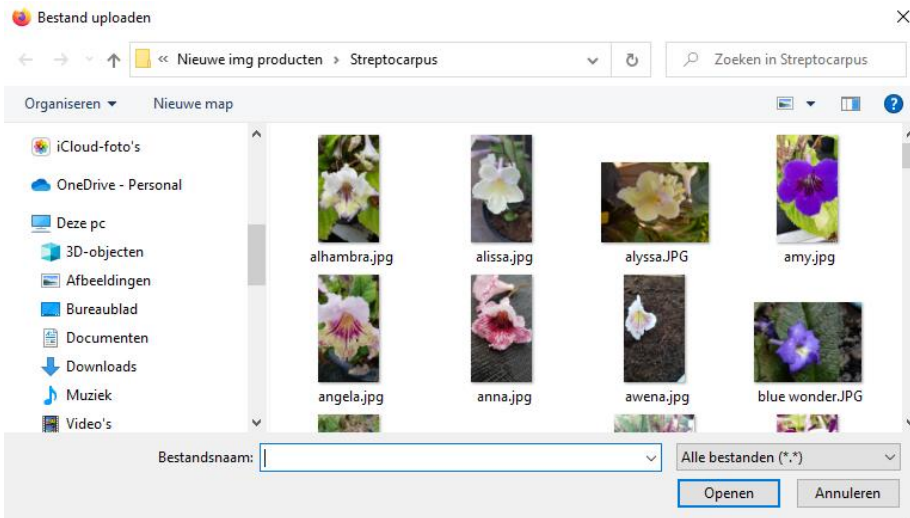 Bestand uploaden
« Nieuwe img producten › Streptocarpus
Zoeken in Streptocarpus
Organiseren
Nieuwe map
iCloud-foto's
OneDrive - Personal
Deze pc
3D-objecten
Afbeeldingen
Bureaublad
Documenten
Downloads
Muziek
Video's
alhambra.jpg
alissa.jpg
alyssa.JPG
amy.jpg
angela.jpg
anna.jpg
awena.jpg
blue wonder.JPG
Bestandsnaam:
Alle bestanden (*.*)
Openen
Annuleren